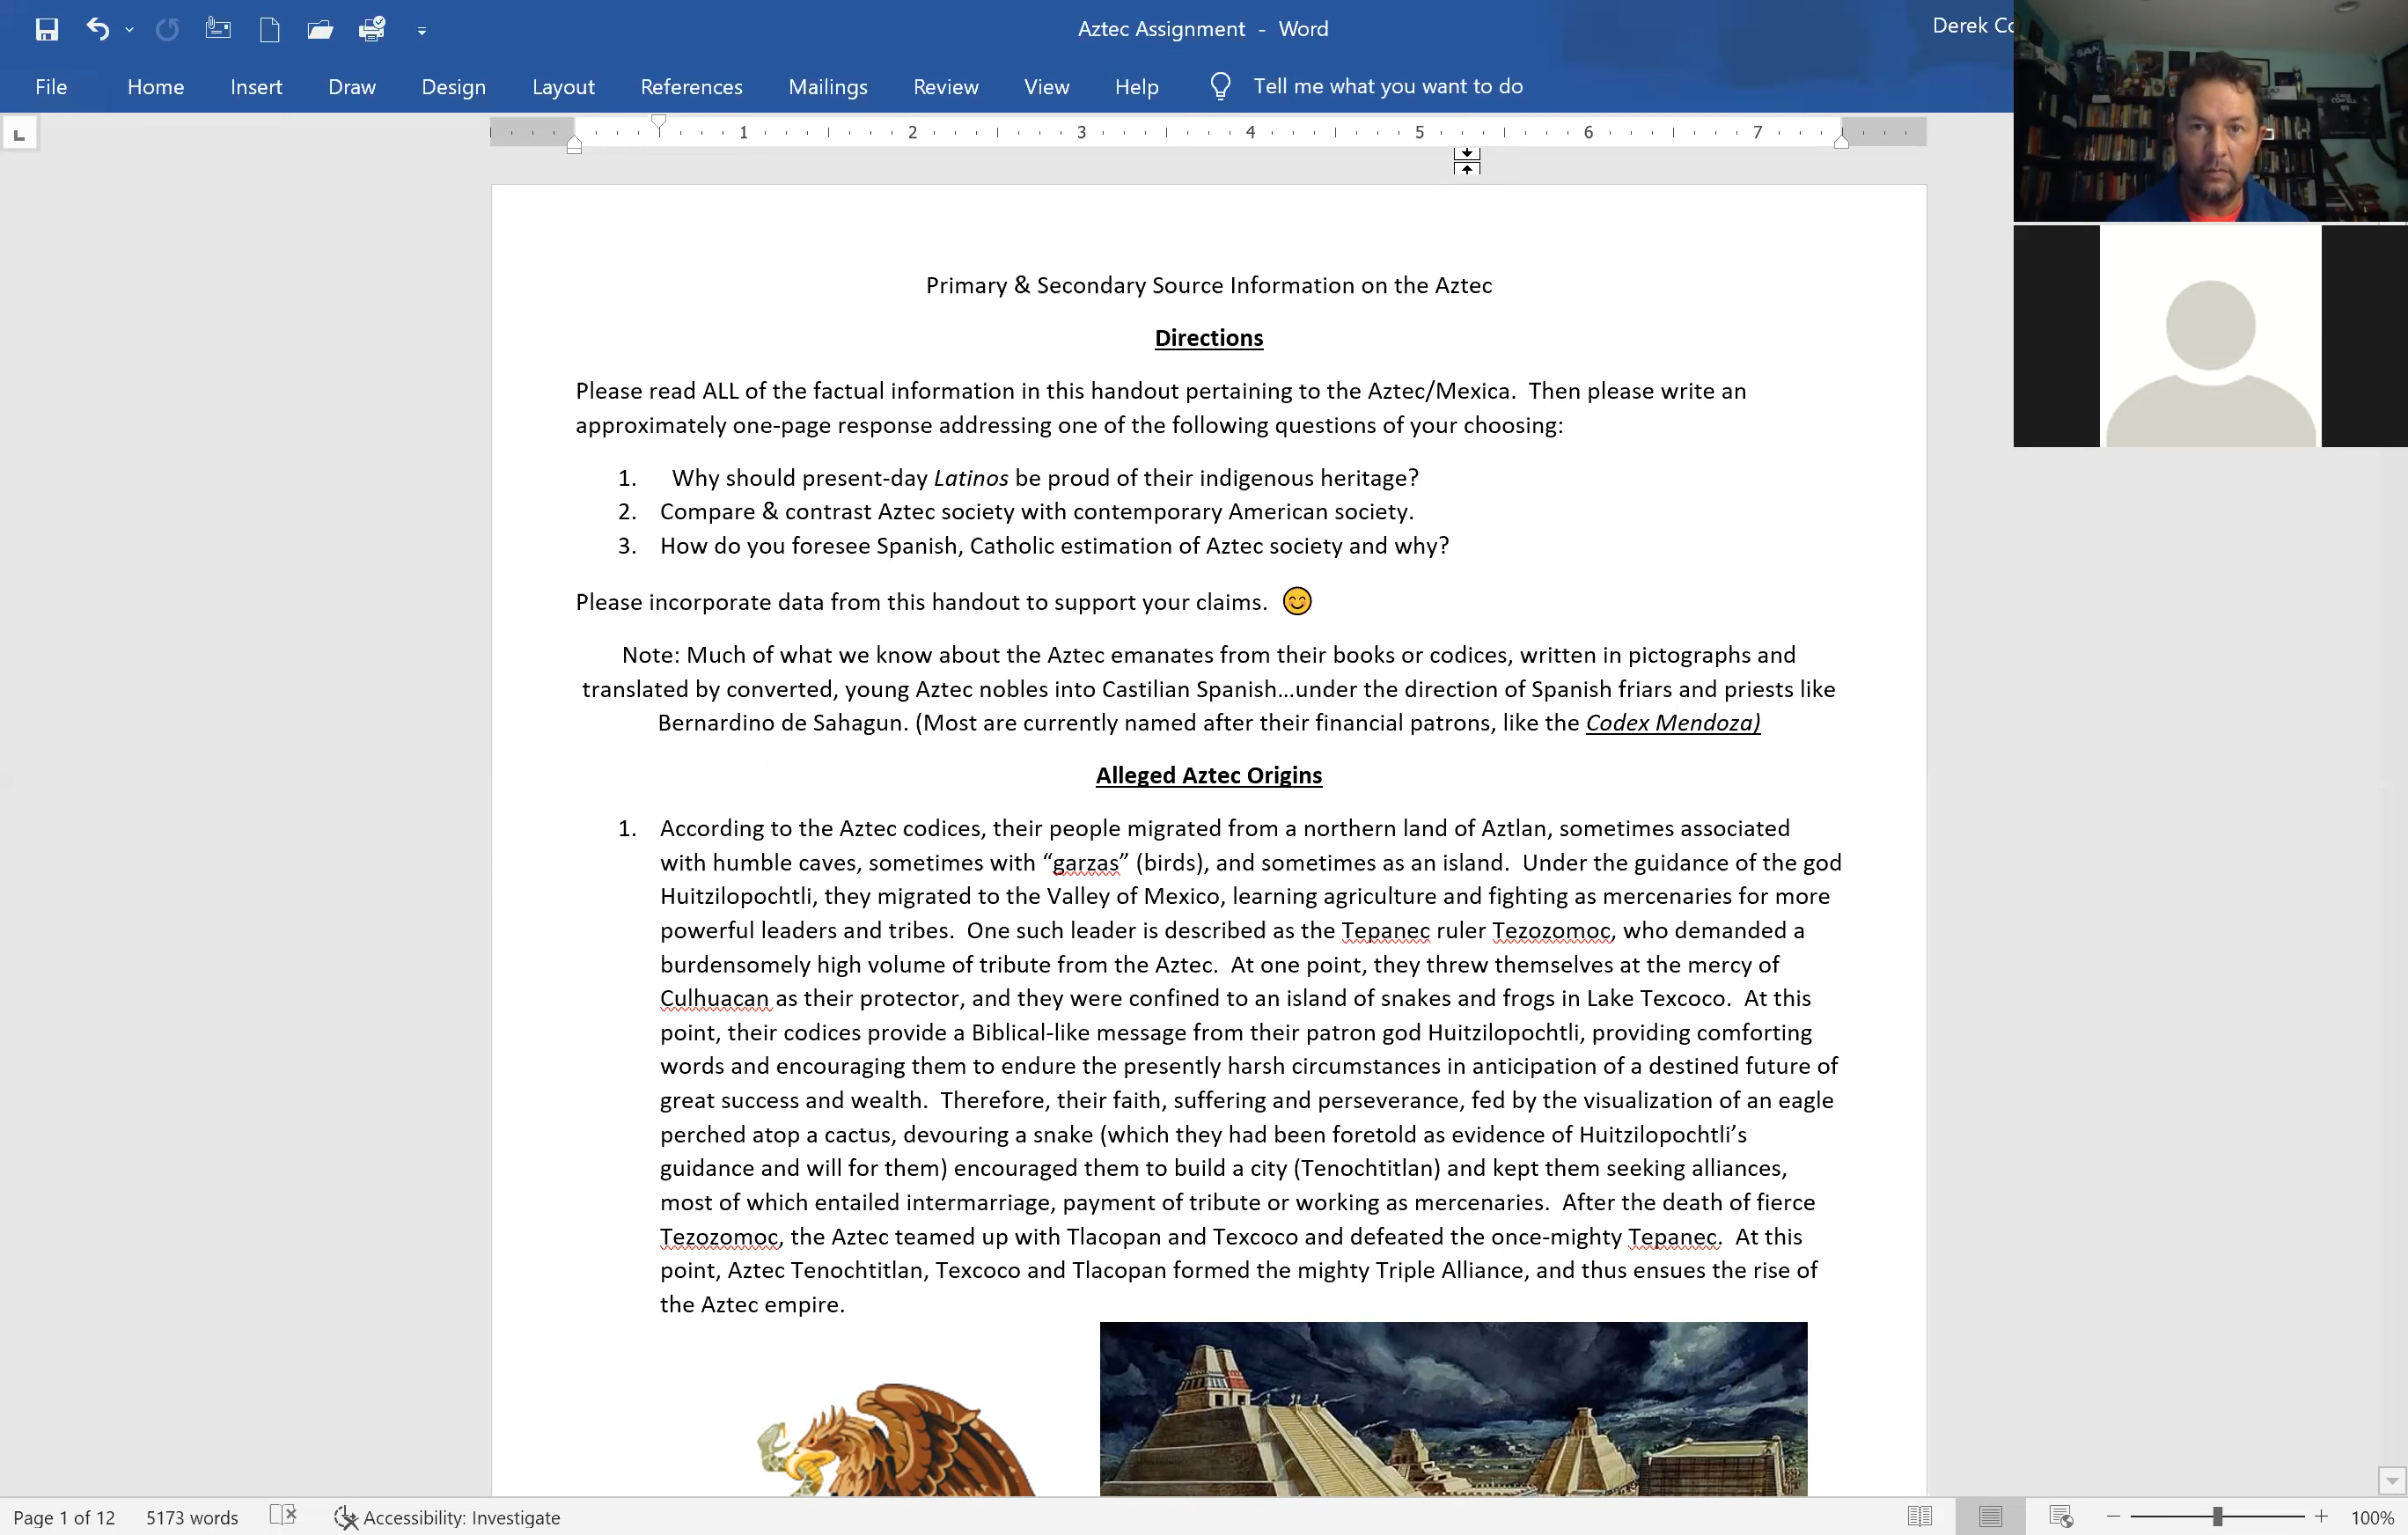 Aztec Assignment - Word
Derek Co
File Home Insert Draw Design Layout References Mailings Review View Help Tell me what you want to do
1 2 3 4 5 6 7
Primary & Secondary Source Information on the Aztec
Directions
Please read ALL of the factual information in this handout pertaining to the Aztec/Mexica. Then please write an
approximately one-page response addressing one of the following questions of your choosing:
1. Why should present-day Latinos be proud of their indigenous heritage?
2. Compare & contrast Aztec society with contemporary American society.
3. How do you foresee Spanish, Catholic estimation of Aztec society and why?
Please incorporate data from this handout to support your claims. 😊
Note: Much of what we know about the Aztec emanates from their books or codices, written in pictographs and
translated by converted, young Aztec nobles into Castilian Spanish...under the direction of Spanish friars and priests like
Bernardino de Sahagun. (Most are currently named after their financial patrons, like the Codex Mendoza)
Alleged Aztec Origins
1. According to the Aztec codices, their people migrated from a northern land of Aztlan, sometimes associated
with humble caves, sometimes with “garzas” (birds), and sometimes as an island. Under the guidance of the god
Huitzilopochtli, they migrated to the Valley of Mexico, learning agriculture and fighting as mercenaries for more
powerful leaders and tribes. One such leader is described as the Tepanec ruler Tezozomoc, who demanded a
burdensomely high volume of tribute from the Aztec. At one point, they threw themselves at the mercy of
Culhuacan as their protector, and they were confined to an island of snakes and frogs in Lake Texcoco. At this
point, their codices provide a Biblical-like message from their patron god Huitzilopochtli, providing comforting
words and encouraging them to endure the presently harsh circumstances in anticipation of a destined future of
great success and wealth. Therefore, their faith, suffering and perseverance, fed by the visualization of an eagle
perched atop a cactus, devouring a snake (which they had been foretold as evidence of Huitzilopochtli’s
guidance and will for them) encouraged them to build a city (Tenochtitlan) and kept them seeking alliances,
most of which entailed intermarriage, payment of tribute or working as mercenaries. After the death of fierce
Tezozomoc, the Aztec teamed up with Tlacopan and Texcoco and defeated the once-mighty Tepanec. At this
point, Aztec Tenochtitlan, Texcoco and Tlacopan formed the mighty Triple Alliance, and thus ensues the rise of
the Aztec empire.
Page 1 of 12 5173 words Accessibility: Investigate 100%